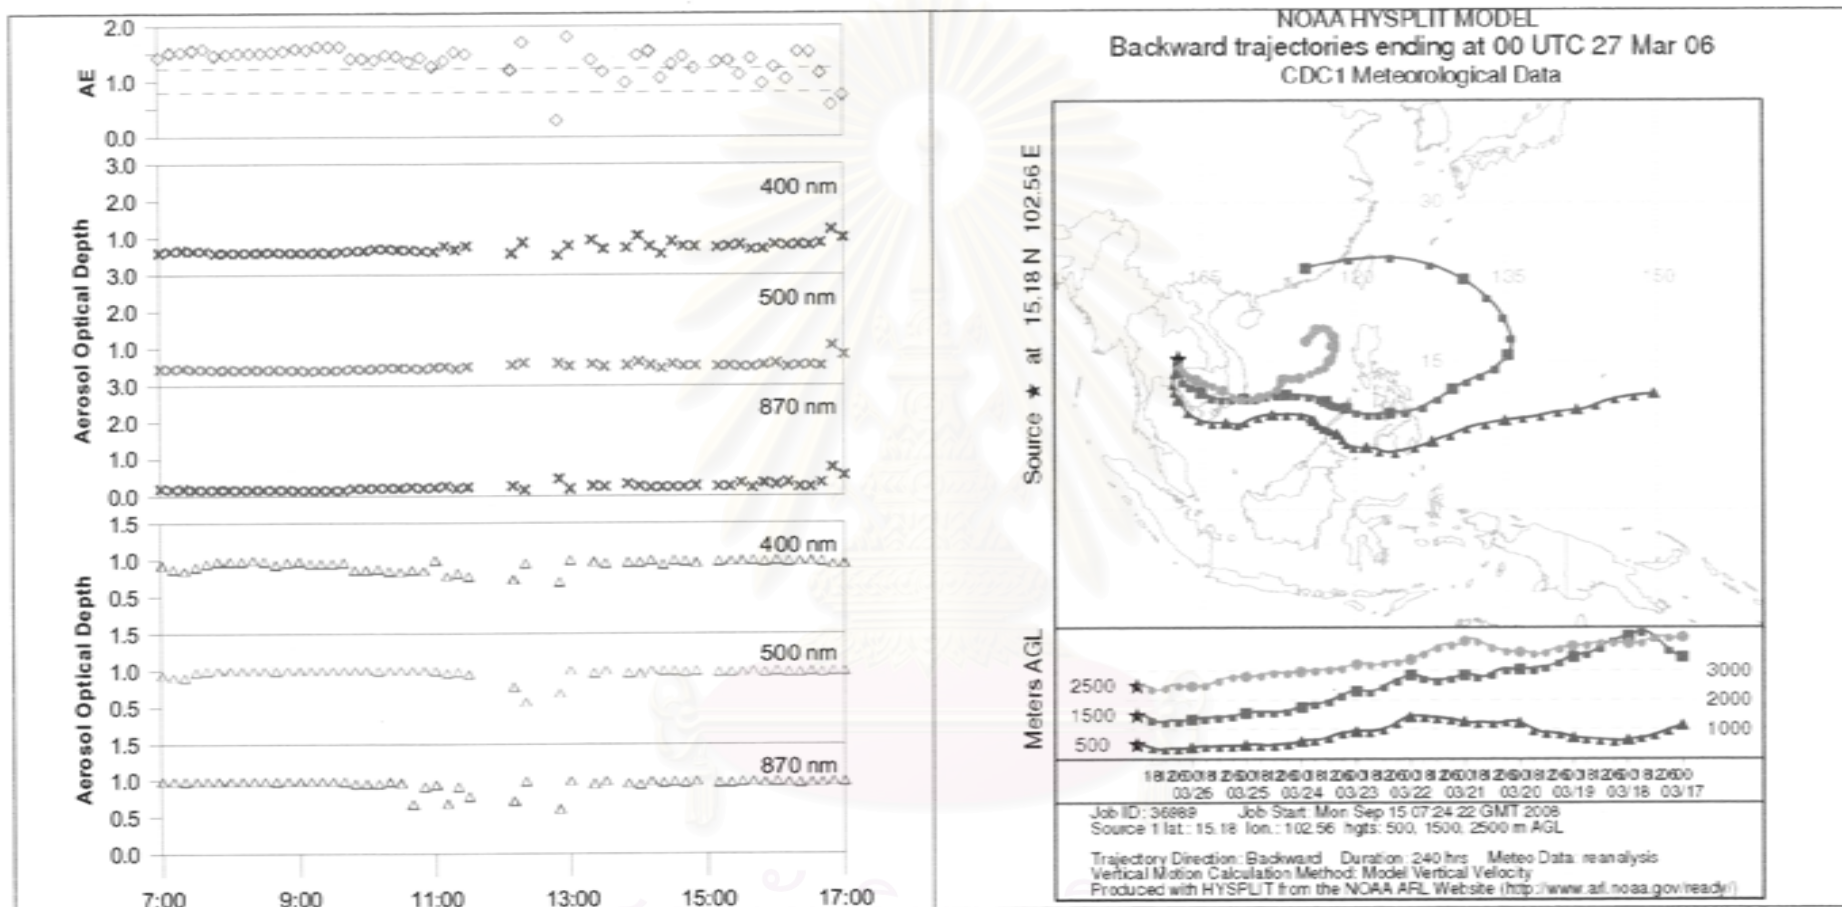 2.0
AE
1.0
0.0
3.0
400 nm
2.0
Aerosol Optical Depth
1.0
3.0
500 nm
2.0
1.0
3.0
870 nm
2.0
1.0
0.0
1.5
400 nm
1.0
Aerosol Optical Depth
0.5
1.5
500 nm
1.0
0.5
1.5
870 nm
1.0
0.5
0.0
7:00 9:00 11:00 13:00 15:00 17:00
NOAA HYSPLIT MODEL
Backward trajectories ending at 00 UTC 27 Mar 06
CDC1 Meteorological Data
Source ★ at 15.18 N 102.56 E
30
165 120 135 150
15
Meters AGL
2500
1500
500
3000
2000
1000
03/26 03/25 03/24 03/23 03/22 03/21 03/20 03/19 03/18 03/17
Job ID: 36989 Job Start: Mon Sep 15 07:24:22 GMT 2008
Source 1 lat.: 15.18 lon.: 102.56 hgts: 500, 1500, 2500 m AGL
Trajectory Direction: Backward Duration: 240 hrs Meteo Data: reanalysis
Vertical Motion Calculation Method: Model Vertical Velocity
Produced with HYSPLIT from the NOAA ARL Website (http://www.arl.noaa.gov/ready/)